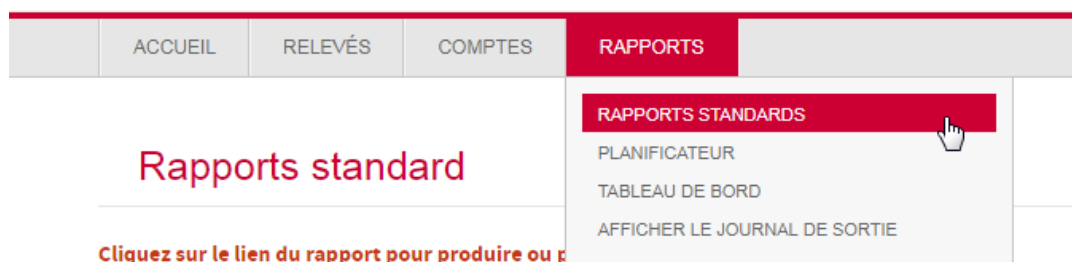 ACCUEIL RELEVÉS COMPTES RAPPORTS
RAPPORTS STANDARDS
PLANIFICATEUR
TABLEAU DE BORD
AFFICHER LE JOURNAL DE SORTIE
Rapports standard
Cliquez sur le lien du rapport pour produire ou